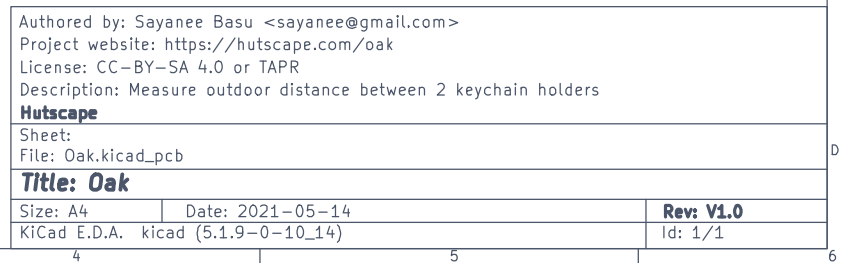 Authored by: Sayanee Basu <sayanee@gmail.com>
Project website: https://hutscape.com/oak
License: CC-BY-SA 4.0 or TAPR
Description: Measure outdoor distance between 2 keychain holders
Hutscape
Sheet:
File: Oak.kicad_pcb
D
Title: Oak
Size: A4 Date: 2021-05-14 Rev: V1.0
KiCad E.D.A. kicad (5.1.9-0-10_14) Id: 1/1
4 5 6